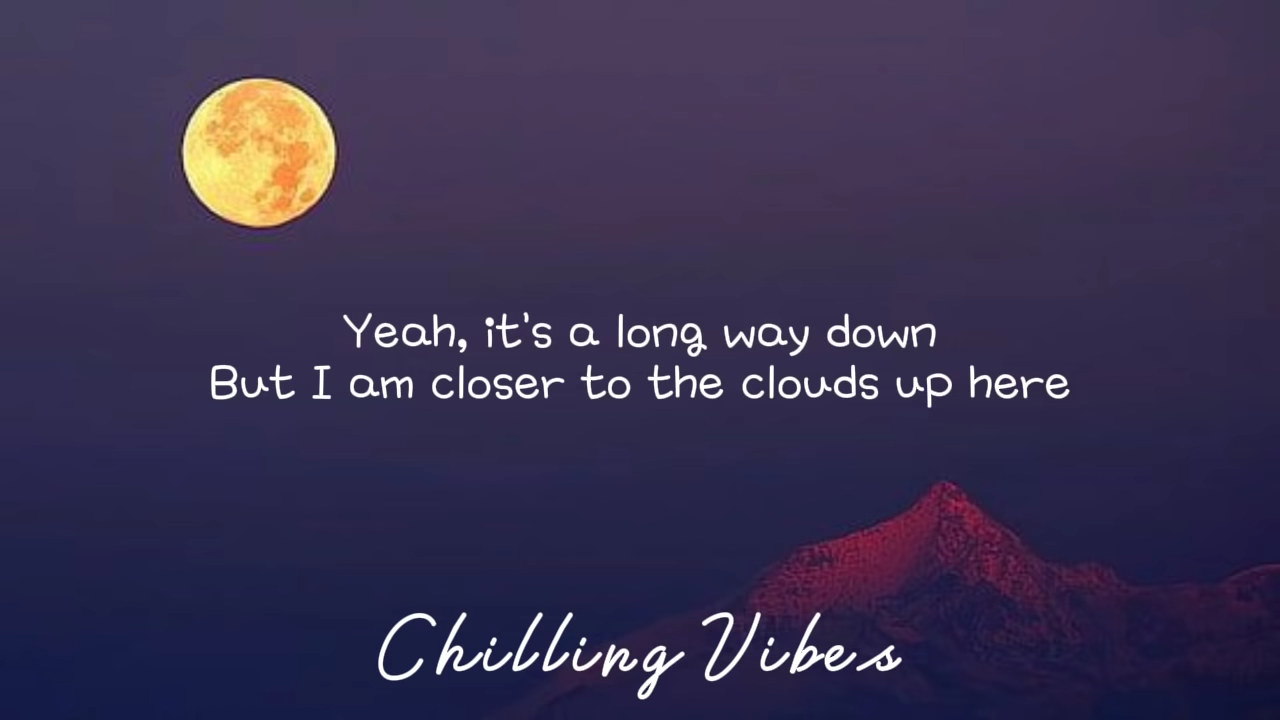 Yeah, it's a long way down
But I am closer to the clouds up here
Chilling Vibes